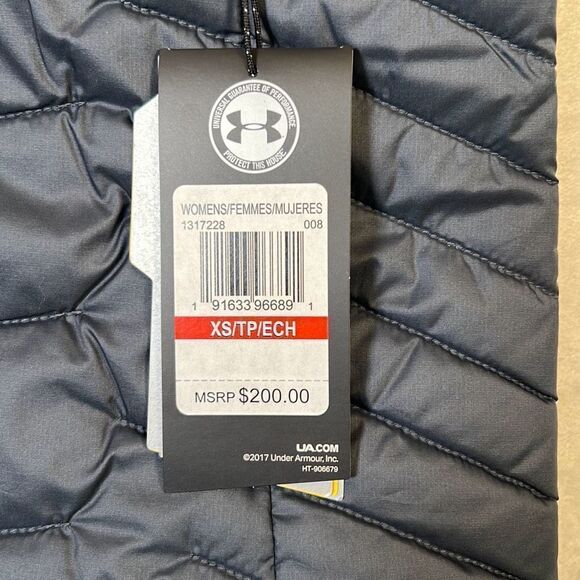 UNIVERSAL GUARANTEE OF PERFORMANCE
PROTECT THIS HOUSE
WOMENS/FEMMES/MUJERES
1317228 008
1 91633 96689 1
XS/TP/ECH
MSRP $200.00
UA.COM
©2017 Under Armour, Inc.
HT-908679